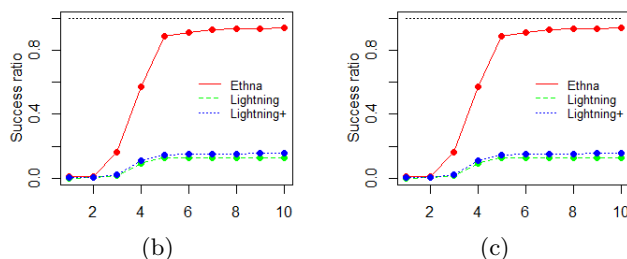 Success ratio
0.0 0.4 0.8
Ethna
Lightning
Lightning+
2 4 6 8 10
(b)
Success ratio
0.0 0.4 0.8
Ethna
Lightning
Lightning+
2 4 6 8 10
(c)